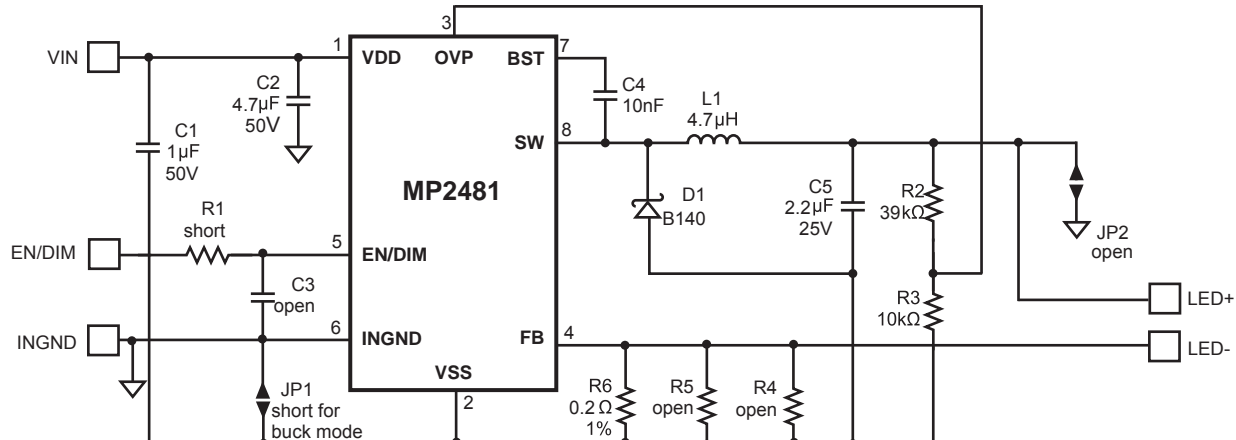 3
VIN
1
VDD
OVP
BST
7
C2
4.7µF
50V
C4
10nF
L1
4.7µH
C1
1µF
50V
SW
8
MP2481
D1
B140
C5
2.2µF
25V
R2
39kΩ
JP2
open
R1
short
EN/DIM
5
EN/DIM
C3
open
R3
10kΩ
LED+
INGND
6
INGND
FB
4
LED-
VSS
2
JP1
short for
buck mode
R6
0.2 Ω
1%
R5
open
R4
open